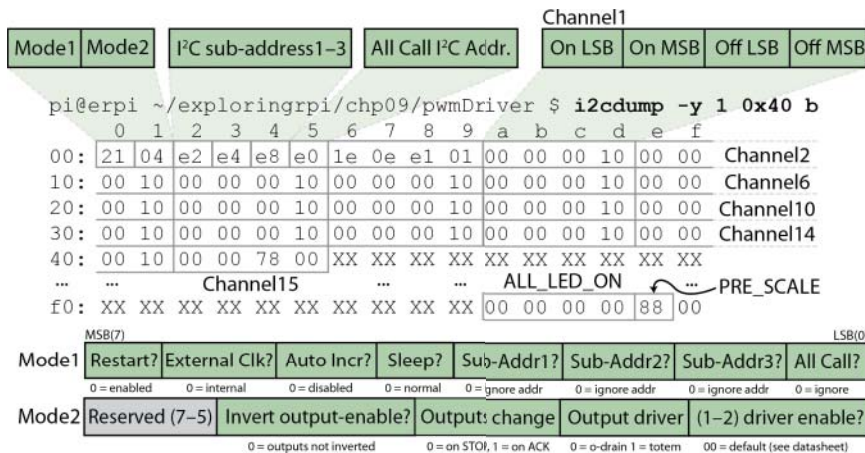 Channel1
Mode1 Mode2 I²C sub-address1–3 All Call I²C Addr. On LSB On MSB Off LSB Off MSB
pi@erpi ~/exploringrpi/chp09/pwmDriver $ i2cdump -y 1 0x40 b
0 1 2 3 4 5 6 7 8 9 a b c d e f
00: 21 04 e2 e4 e8 e0 1e 0e e1 01 00 00 00 10 00 00 Channel2
10: 00 10 00 00 00 10 00 00 00 10 00 00 00 10 00 00 Channel6
20: 00 10 00 00 00 10 00 00 00 10 00 00 00 10 00 00 Channel10
30: 00 10 00 00 00 10 00 00 00 10 00 00 00 10 00 00 Channel14
40: 00 10 00 00 78 00 XX XX XX XX XX XX XX XX XX XX
... ... Channel15 ... ... ALL_LED_ON ... PRE_SCALE
f0: XX XX XX XX XX XX XX XX XX XX 00 00 00 00 88 00
MSB(7) LSB(0
Mode1 Restart? External Clk? Auto Incr? Sleep? Sub-Addr1? Sub-Addr2? Sub-Addr3? All Call?
0 = enabled 0 = internal 0 = disabled 0 = normal 0 = ignore addr 0 = ignore addr 0 = ignore addr 0 = ignore
Mode2 Reserved (7–5) Invert output-enable? Outputs change Output driver (1–2) driver enable?
0 = outputs not inverted 0 = on STOP, 1 = on ACK 0 = o-drain 1 = totem 00 = default (see datasheet)